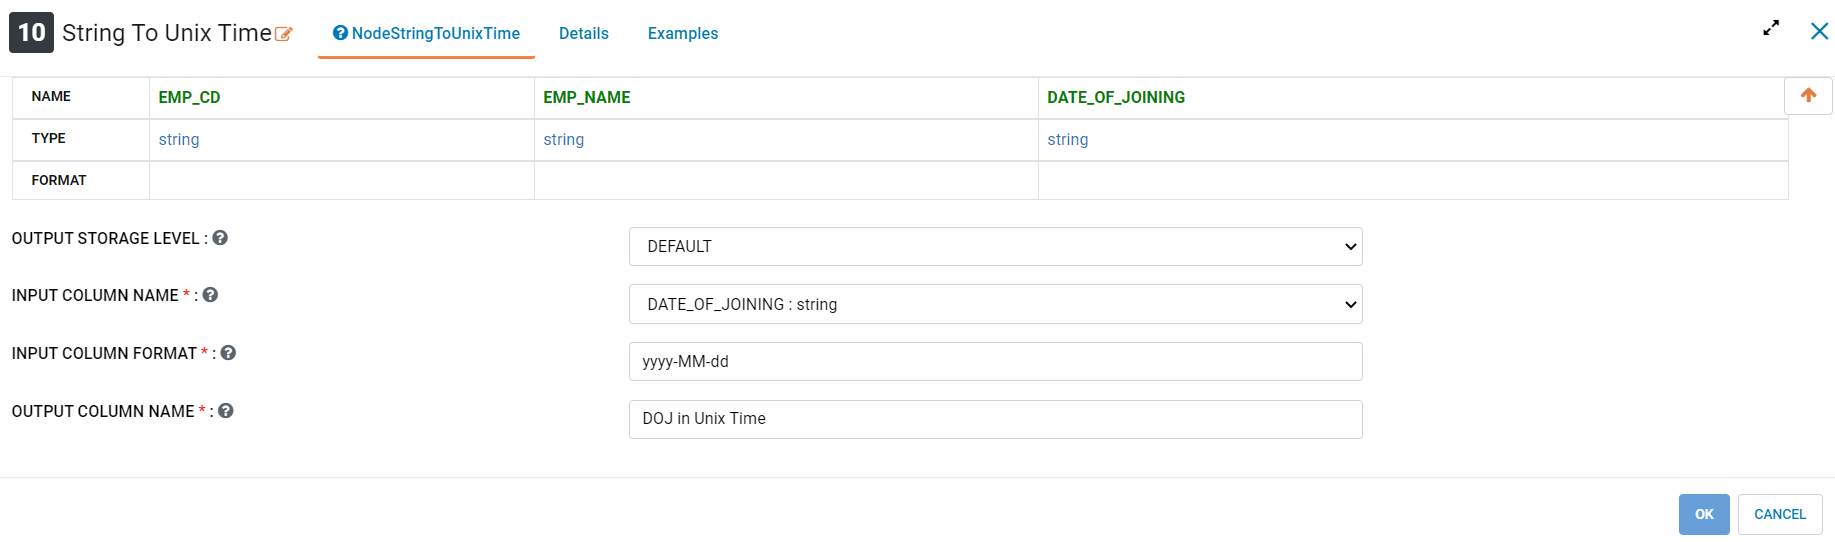 10 String To Unix Time NodeStringToUnixTime Details Examples
NAME EMP_CD EMP_NAME DATE_OF_JOINING
TYPE string string string
FORMAT
OUTPUT STORAGE LEVEL : DEFAULT
INPUT COLUMN NAME * : DATE_OF_JOINING : string
INPUT COLUMN FORMAT * : yyyy-MM-dd
OUTPUT COLUMN NAME * : DOJ in Unix Time
OK CANCEL